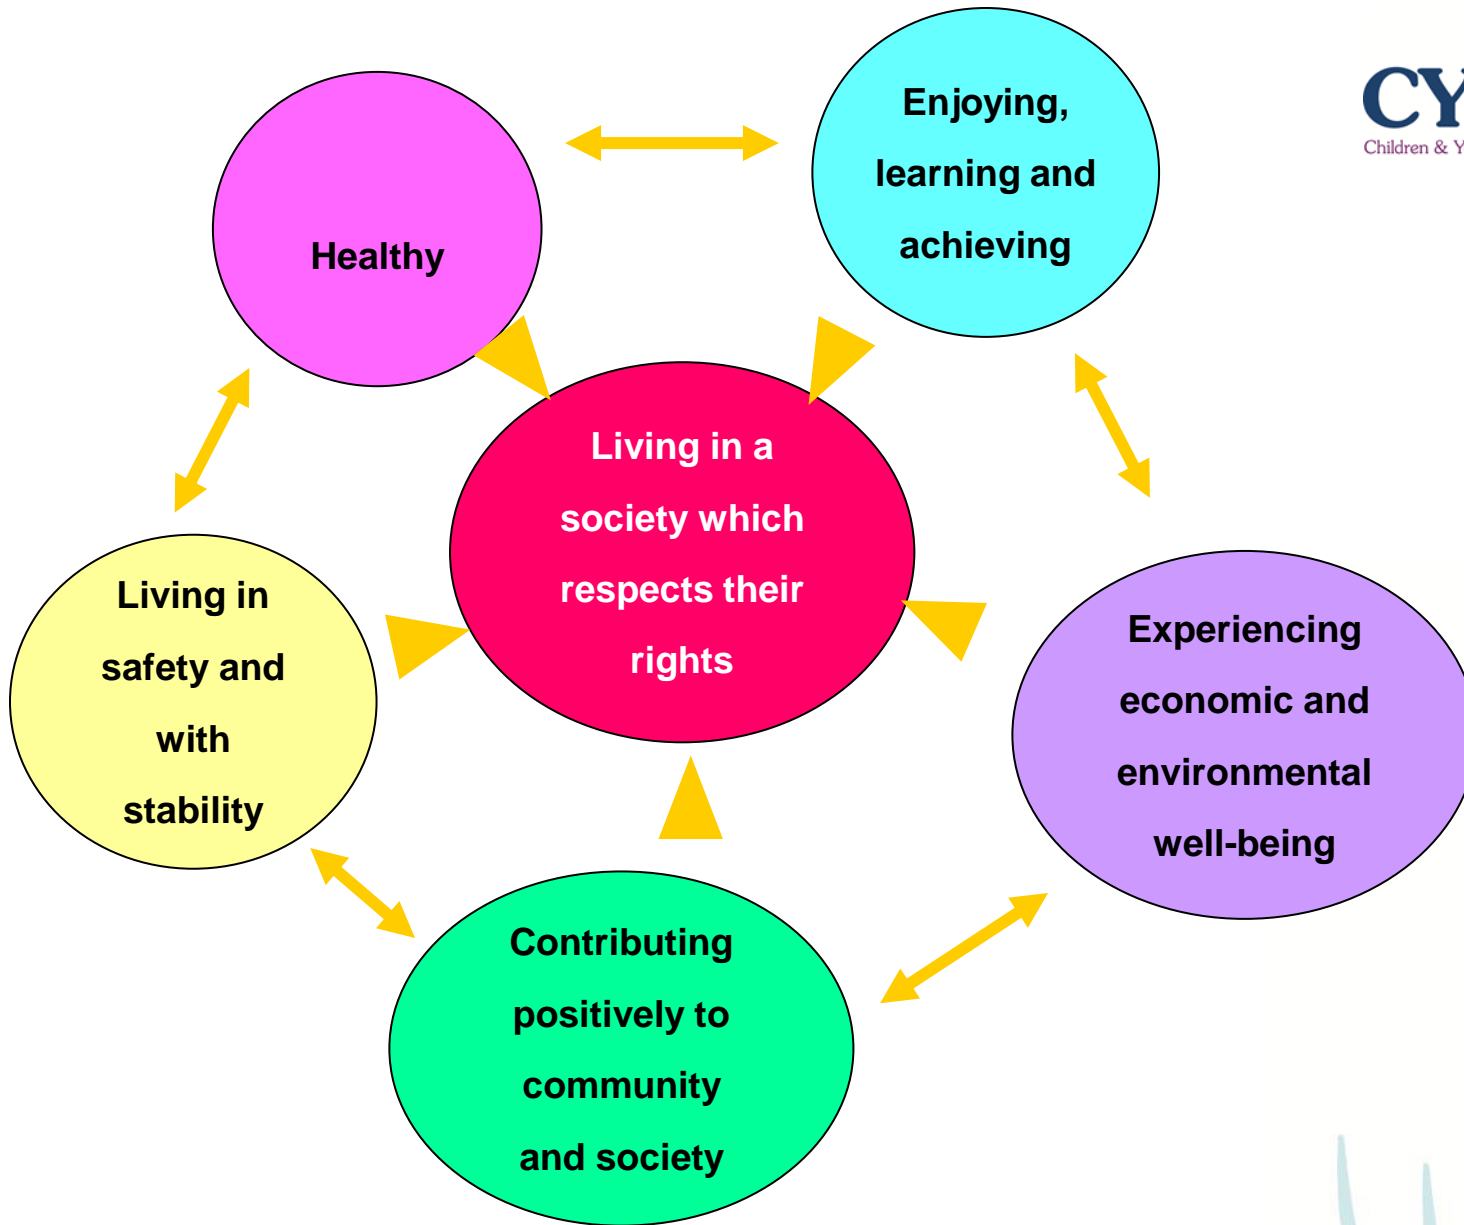 Enjoying,
learning and
achieving
CY
Children & Y
Healthy
Living in a
society which
respects their
rights
Living in
safety and
with
stability
Experiencing
economic and
environmental
well-being
Contributing
positively to
community
and society